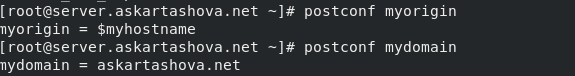 [root@server.askartashova.net ~]# postconf myorigin
myorigin = $myhostname
[root@server.askartashova.net ~]# postconf mydomain
mydomain = askartashova.net